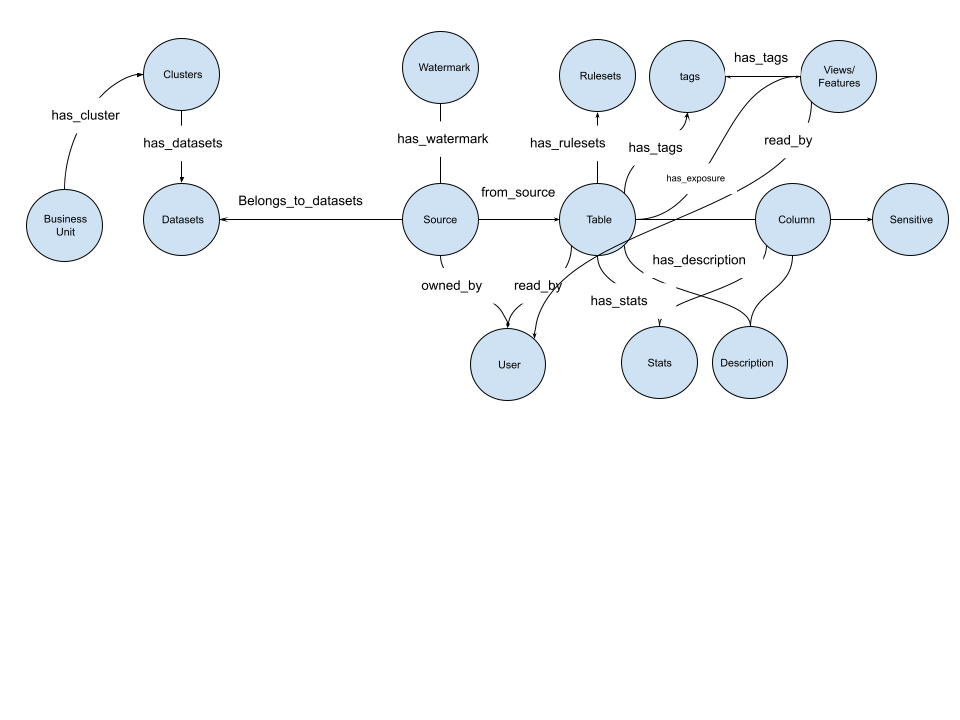 Clusters
Watermark
Rulesets
tags
has_tags
Views/
Features
has_cluster
has_datasets
has_watermark
has_rulesets
has_tags
read_by
has_exposure
Business
Unit
Datasets
Belongs_to_datasets
Source
from_source
Table
Column
Sensitive
has_description
owned_by
read_by
has_stats
User
Stats
Description